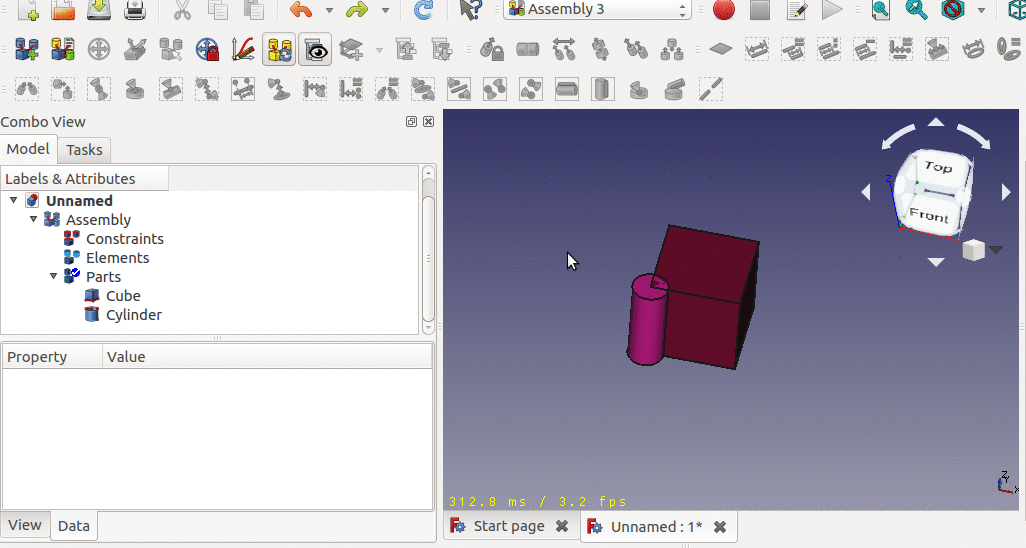 Assembly 3
Combo View
Model
Tasks
Labels & Attributes
Unnamed
Assembly
Constraints
Elements
Parts
Cube
Cylinder
Property
Value
View
Data
Top
Front
Z
312.8 ms / 3.2 fps
Z
Y
X
Start page
Unnamed : 1*